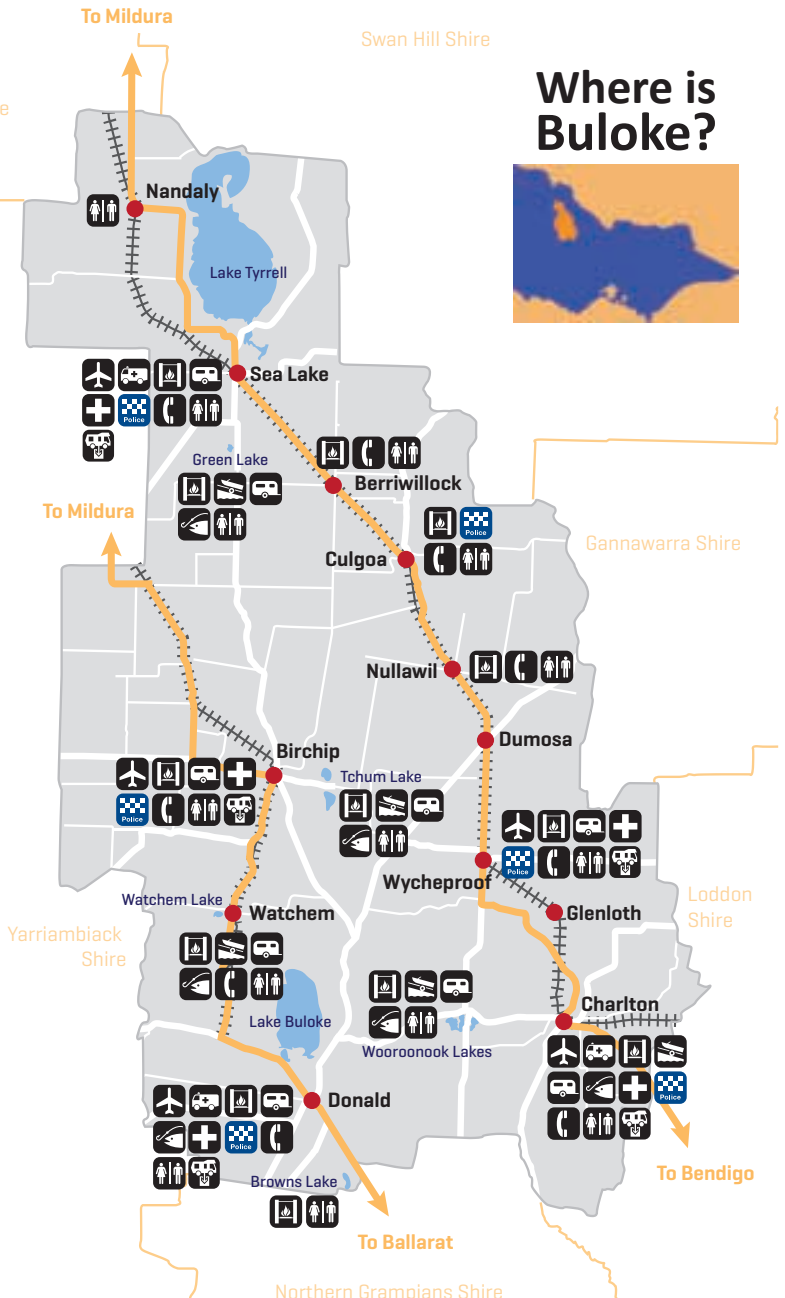 To Mildura
Swan Hill Shire
Where is
Buloke?
e
Nandaly
Lake Tyrrell
Sea Lake
Police
Green Lake
Berriwillock
To Mildura
Police
Culgoa
Gannawarra Shire
Nullawil
Dumosa
Birchip
Tchum Lake
Police
Police
Wycheproof
Watchem Lake
Watchem
Glenloth
Loddon
Shire
Yarriambiack
Shire
Charlton
Lake Buloke
Wooroonook Lakes
Police
Donald
Police
Browns Lake
To Bendigo
To Ballarat
Northern Grampians Shire